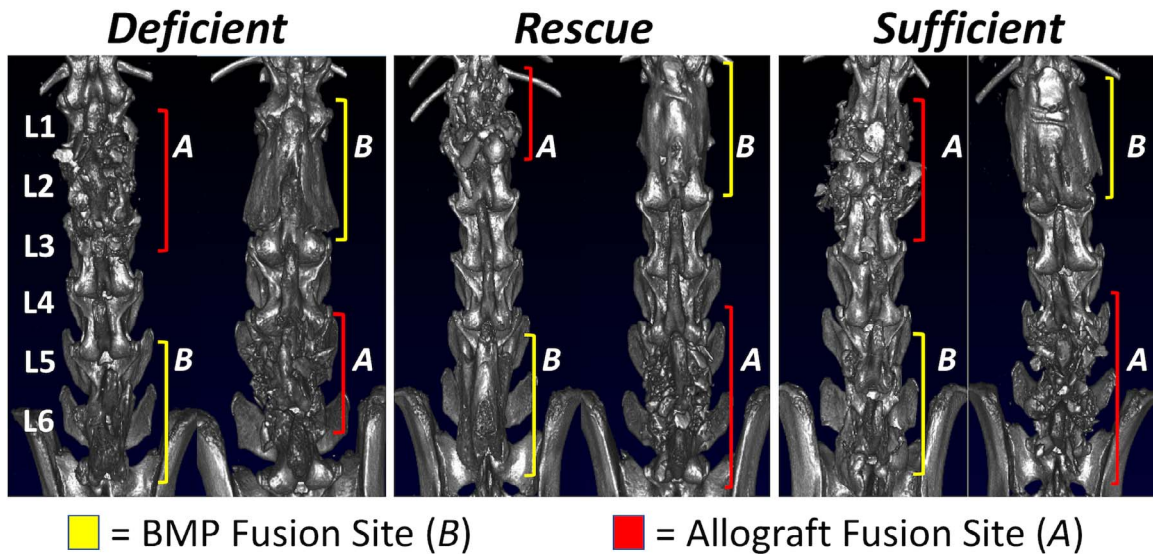 Deficient Rescue Sufficient
L1 A B A B A B
L2
L3
L4
L5 B A B A B A
L6
= BMP Fusion Site (B) = Allograft Fusion Site (A)